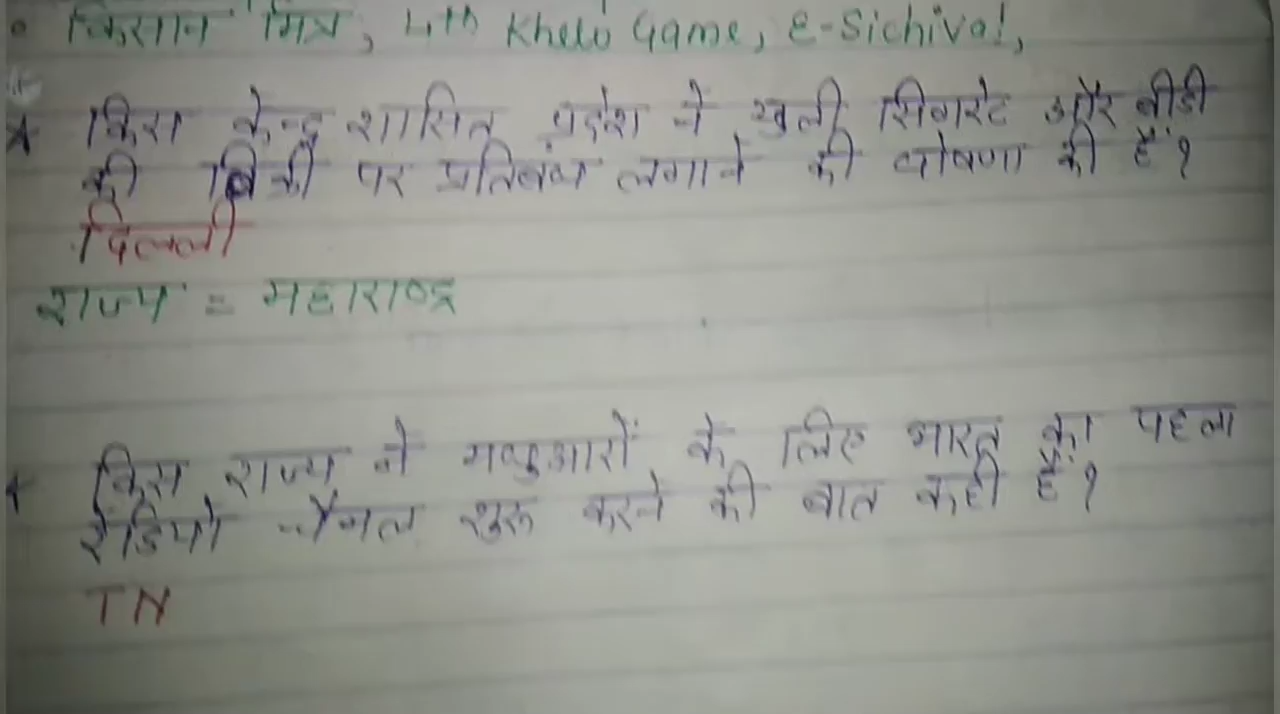 किसान मित्र, 4th Khelo Game, E-Sichival,
किस केन्द्र शासित प्रदेश ने खुली सिगरेट और बीडी
की बिक्री पर प्रतिबंध लगाने की घोषणा की है?
दिल्ली
राज्य = महाराष्ट्र
किस राज्य ने मछुआरों के लिए भारत का पहला
रेडियो चैनल शुरू करने की बात कही है?
TN